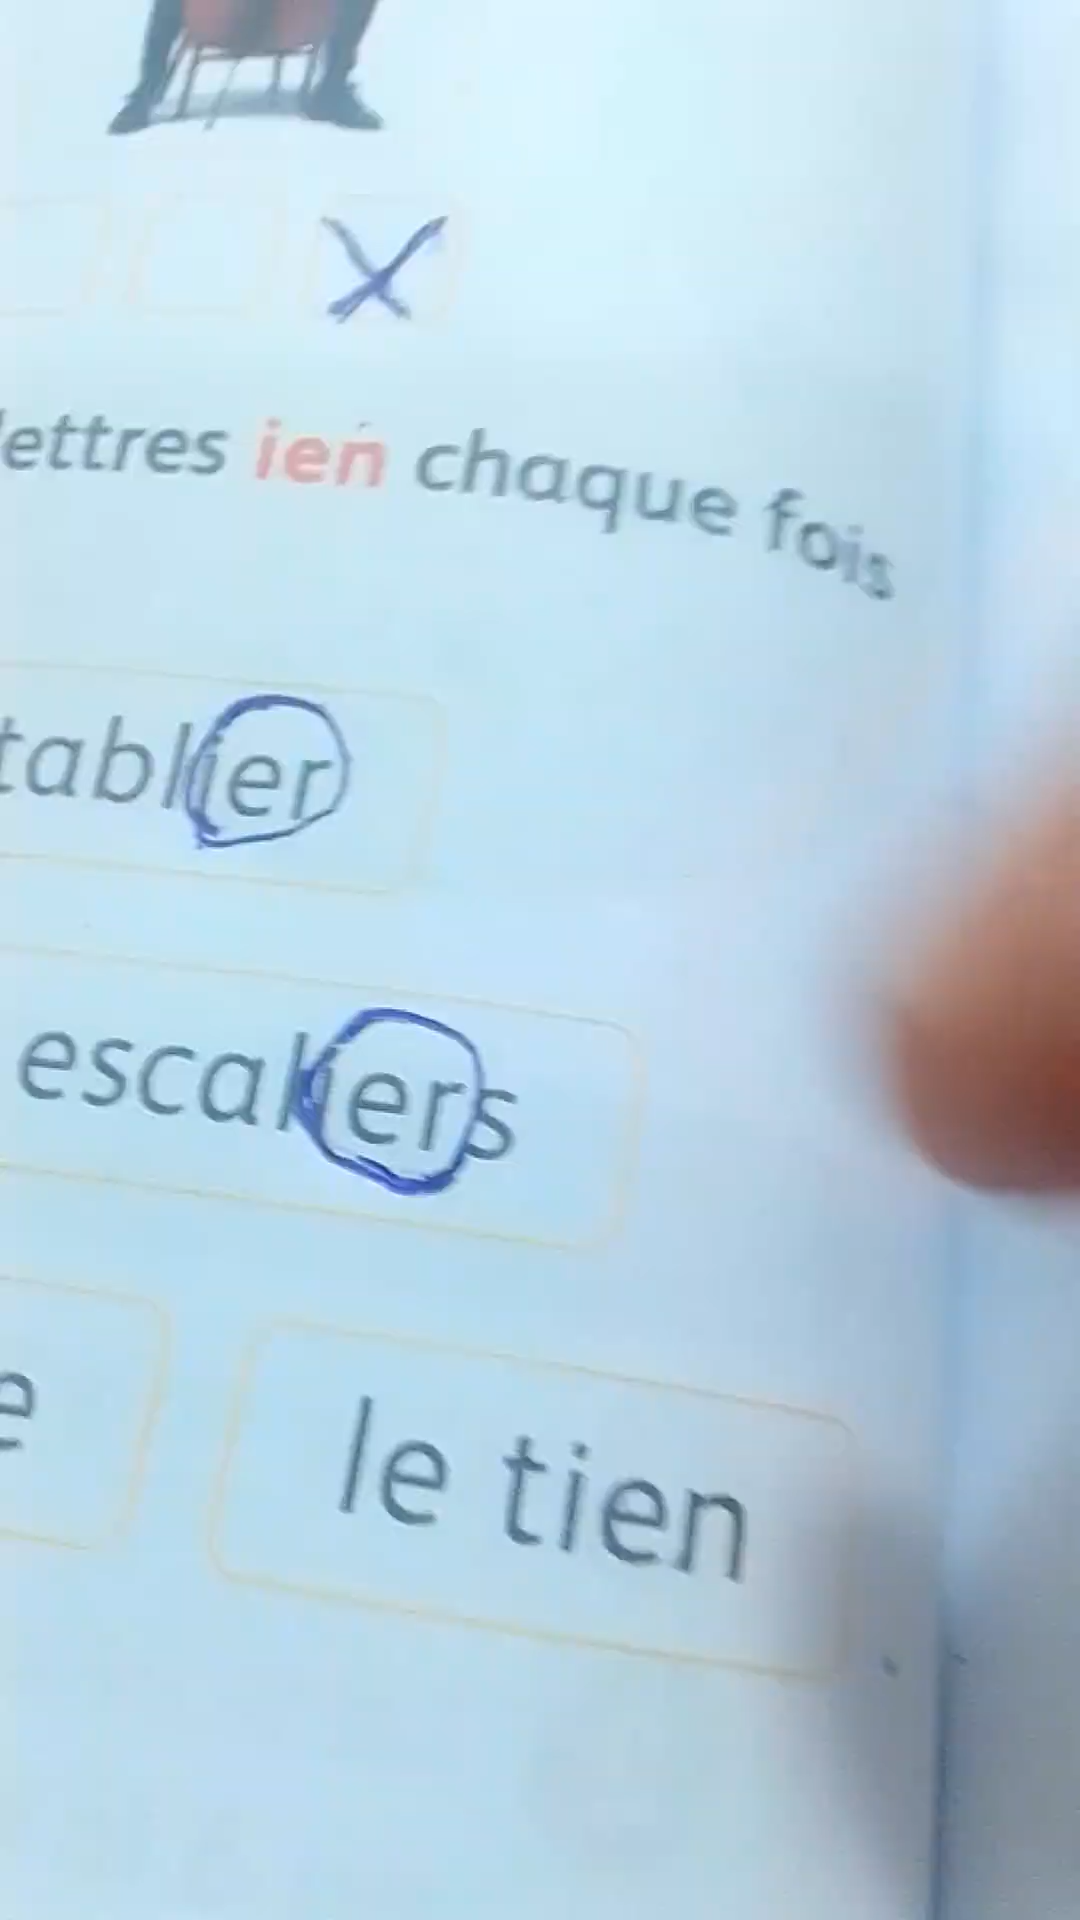 lettres ien chaque fois
tablier
escaliers
e
le tien